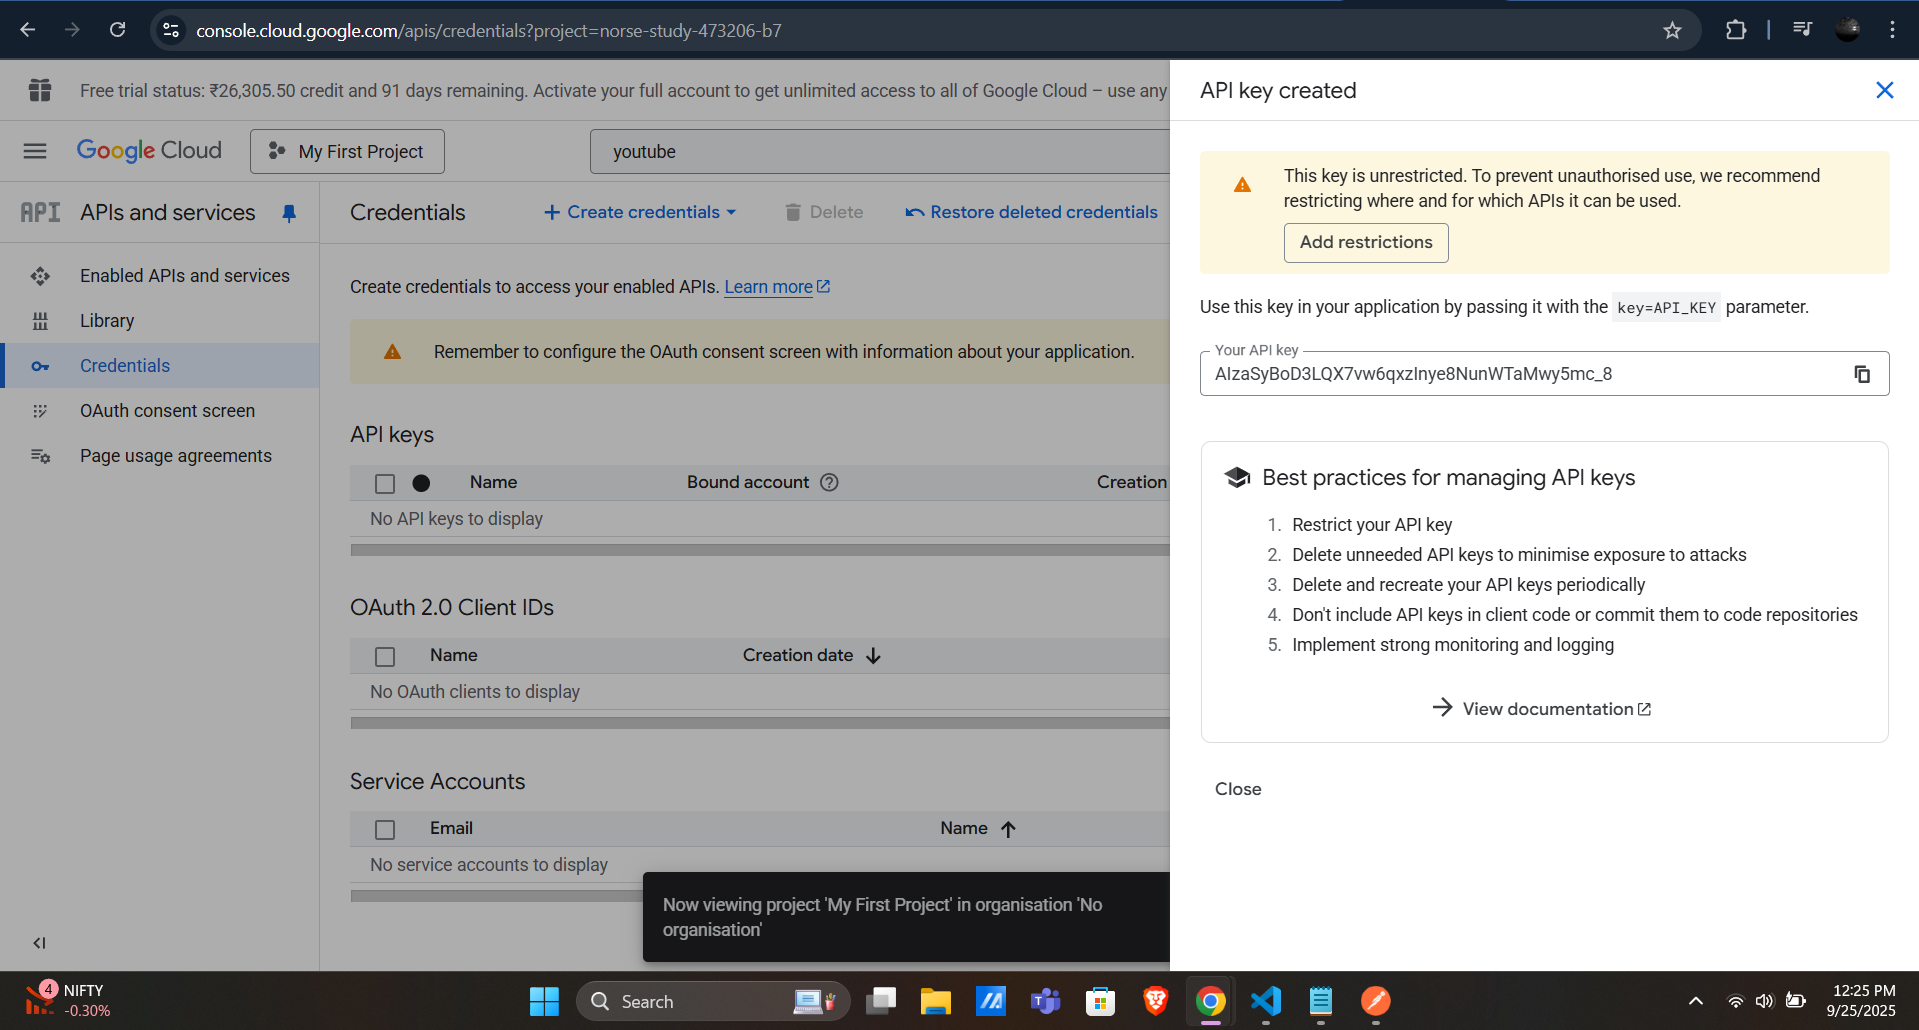 console.cloud.google.com/apis/credentials?project=norse-study-473206-b7
Free trial status: ₹26,305.50 credit and 91 days remaining. Activate your full account to get unlimited access to all of Google Cloud – use any
Google Cloud
My First Project
youtube
API APIs and services
Enabled APIs and services
Library
Credentials
OAuth consent screen
Page usage agreements
Credentials
Create credentials
Delete
Restore deleted credentials
Create credentials to access your enabled APIs. Learn more
Remember to configure the OAuth consent screen with information about your application.
API keys
Name Bound account Creation
No API keys to display
OAuth 2.0 Client IDs
Name Creation date
No OAuth clients to display
Service Accounts
Email Name
No service accounts to display
Now viewing project 'My First Project' in organisation 'No
organisation'
API key created
This key is unrestricted. To prevent unauthorised use, we recommend
restricting where and for which APIs it can be used.
Add restrictions
Use this key in your application by passing it with the key=API_KEY parameter.
Your API key
AIzaSyBoD3LQX7vw6qxzInye8NunWTaMwy5mc_8
Best practices for managing API keys
1. Restrict your API key
2. Delete unneeded API keys to minimise exposure to attacks
3. Delete and recreate your API keys periodically
4. Don't include API keys in client code or commit them to code repositories
5. Implement strong monitoring and logging
View documentation
Close
4
NIFTY
-0.30%
Search
12:25 PM
9/25/2025